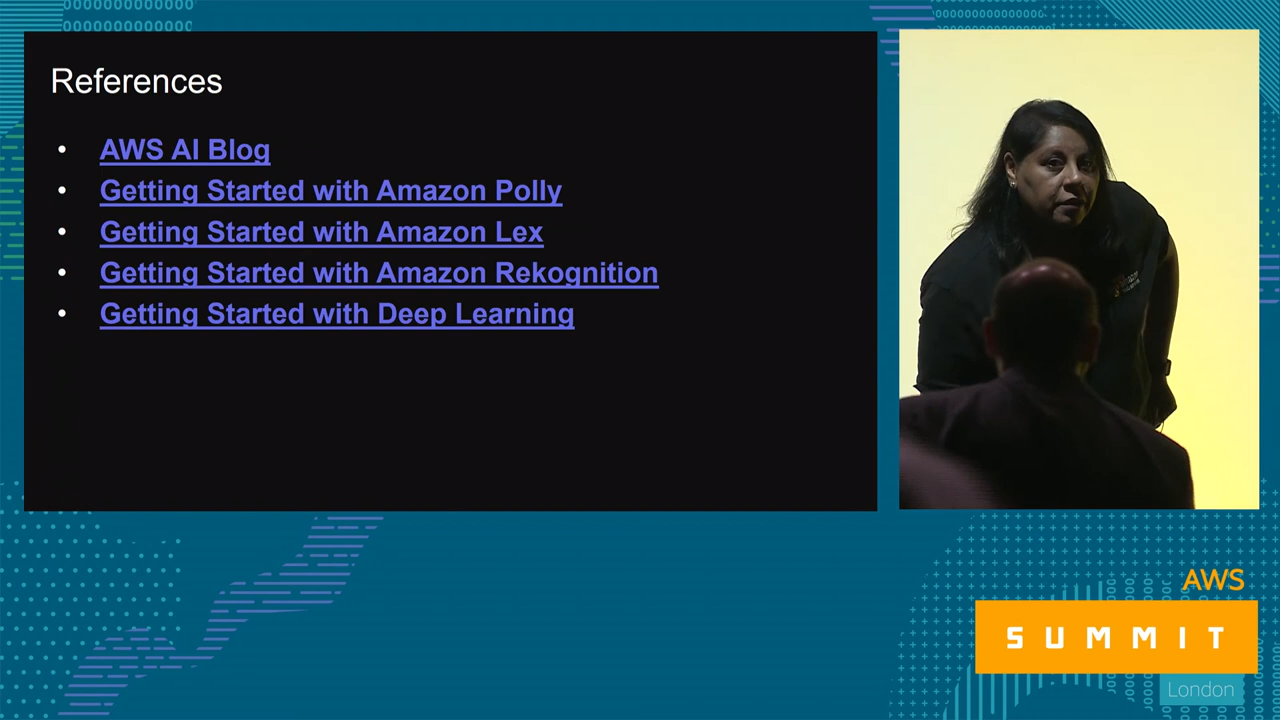 References
• AWS AI Blog
• Getting Started with Amazon Polly
• Getting Started with Amazon Lex
• Getting Started with Amazon Rekognition
• Getting Started with Deep Learning
AWS
SUMMIT
London